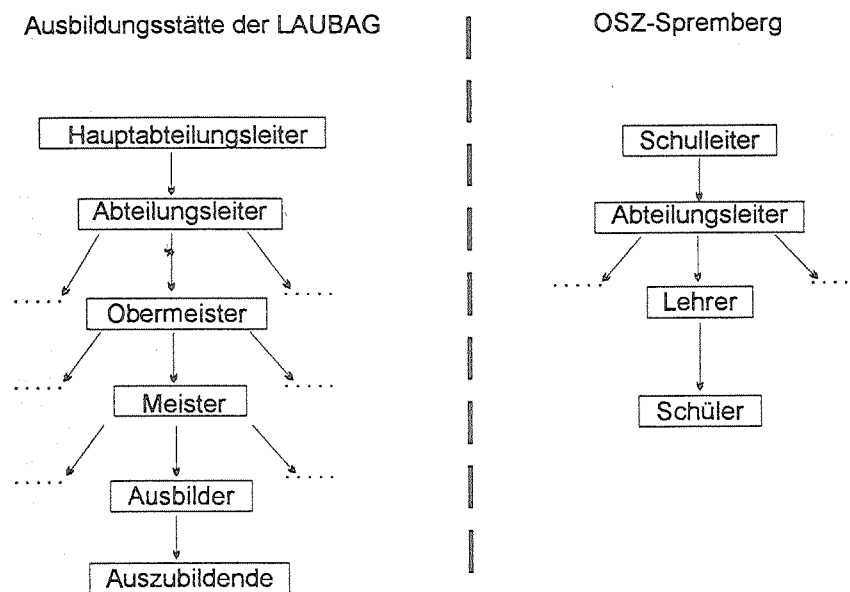 Ausbildungsstätte der LAUBAG
Hauptabteilungsleiter
Abteilungsleiter
Obermeister
Meister
Ausbilder
Auszubildende
OSZ-Spremberg
Schulleiter
Abteilungsleiter
Lehrer
Schüler